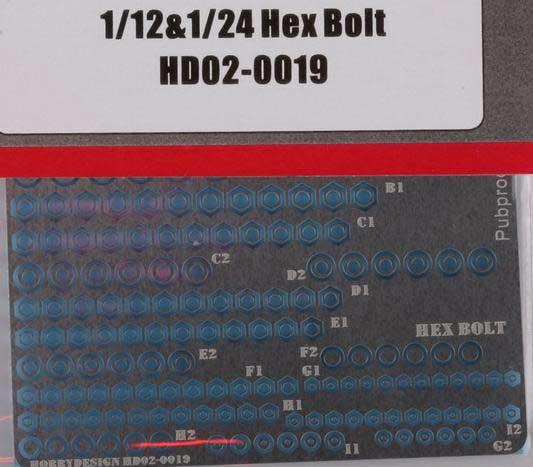 1/12&1/24 Hex Bolt
HD02-0019
B1
C1
C2
D2
D1
E1
HEX BOLT
E2
F2
F1
G1
H1
H2
I1
I2
G2
HOBBYDESIGN HD02-0019